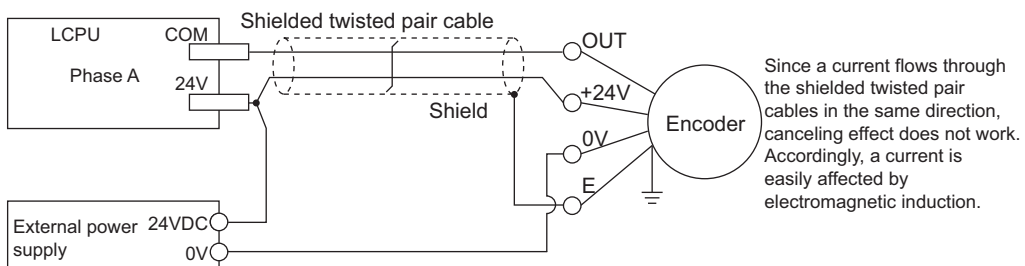 Shielded twisted pair cable
LCPU
COM
Phase A
24V
Shield
OUT
+24V
0V
E
Encoder
Since a current flows through
the shielded twisted pair
cables in the same direction,
canceling effect does not work.
Accordingly, a current is
easily affected by
electromagnetic induction.
External power
supply
24VDC
0V